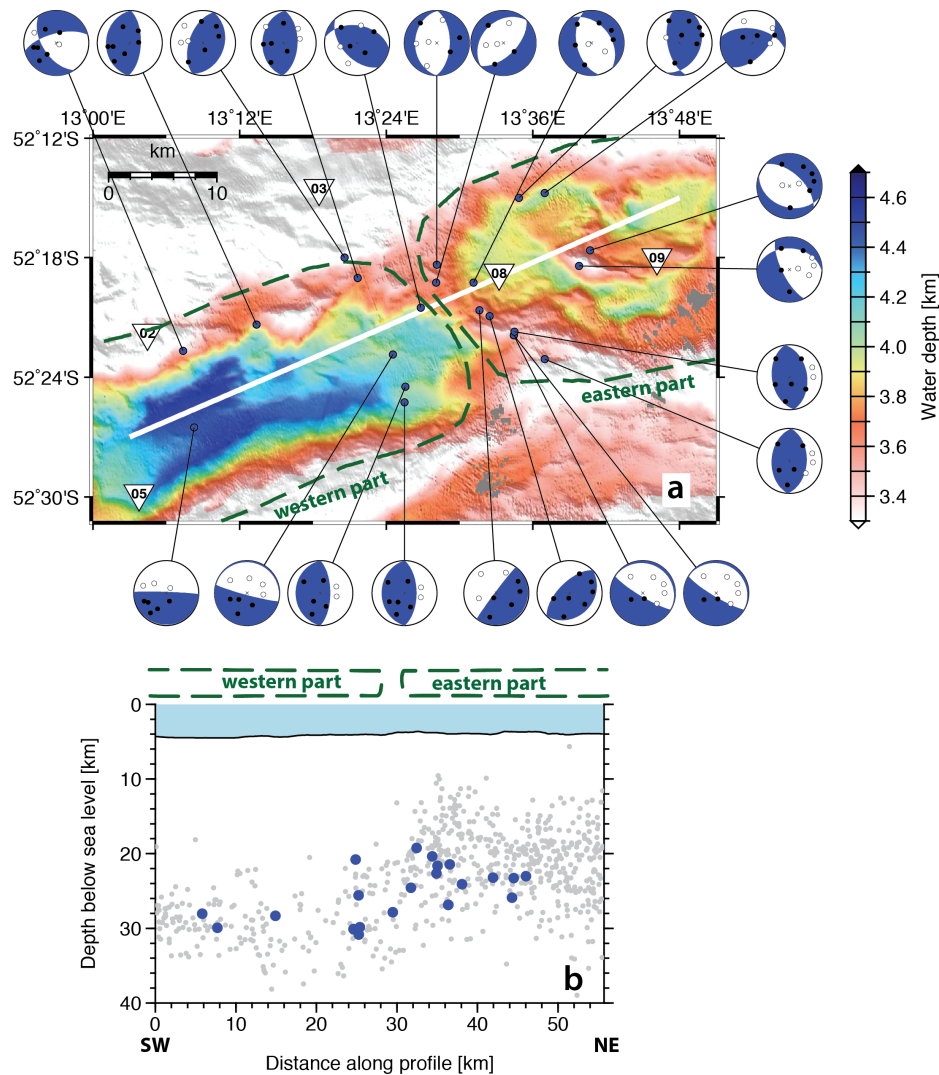 13˚00'E 13˚12'E 13˚24'E 13˚36'E 13˚48'E
52˚12'S
52˚18'S
52˚24'S
52˚30'S
km
0 10
03
02
05
08
09
eastern part
western part
a
4.6
4.4
4.2
4.0
3.8
3.6
3.4
Water depth [km]
western part eastern part
0
10
20
30
40
Depth below sea level [km]
b
0 10 20 30 40 50
SW NE
Distance along profile [km]